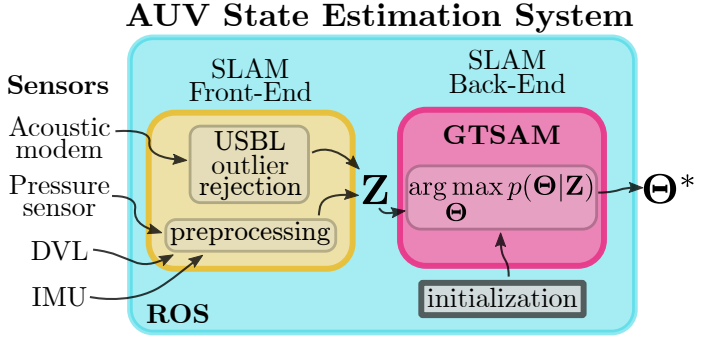 AUV State Estimation System
Sensors
Acoustic
modem
Pressure
sensor
DVL
IMU
SLAM
Front-End
USBL
outlier
rejection
preprocessing
Z
SLAM
Back-End
GTSAM
arg max p(Θ|Z)
Θ
initialization
Θ*
ROS